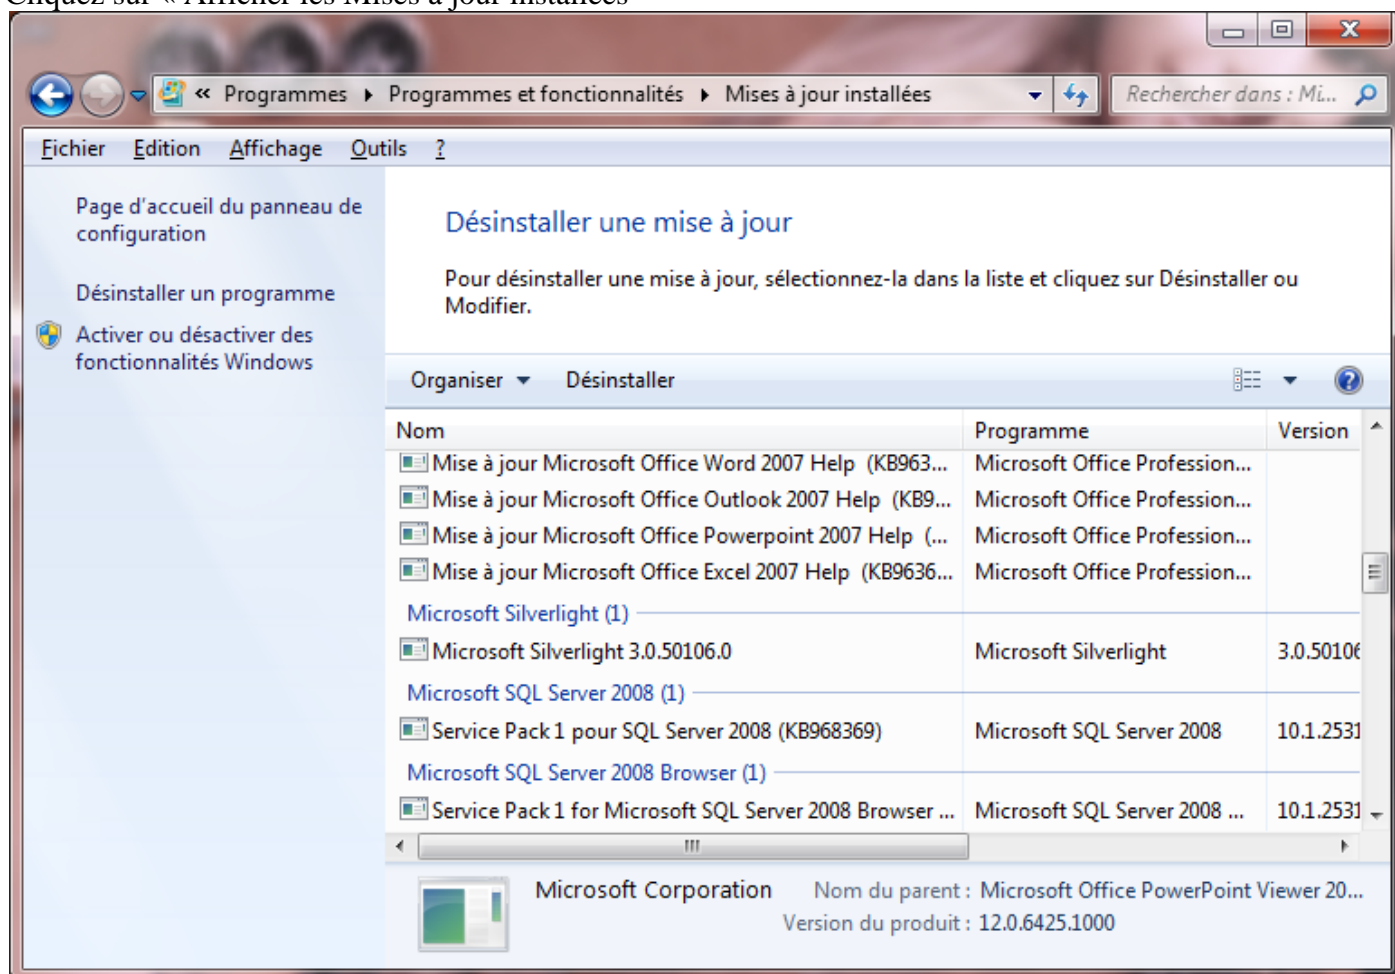 Cliquez sur « Afficher les Mises à jour installées
« Programmes ▸ Programmes et fonctionnalités ▸ Mises à jour installées
Rechercher dans : Mi...
Fichier Edition Affichage Outils ?
Page d'accueil du panneau de
configuration
Désinstaller un programme
Activer ou désactiver des
fonctionnalités Windows
Désinstaller une mise à jour
Pour désinstaller une mise à jour, sélectionnez-la dans la liste et cliquez sur Désinstaller ou
Modifier.
Organiser Désinstaller
Nom Programme Version
Mise à jour Microsoft Office Word 2007 Help (KB963... Microsoft Office Profession...
Mise à jour Microsoft Office Outlook 2007 Help (KB9... Microsoft Office Profession...
Mise à jour Microsoft Office Powerpoint 2007 Help (... Microsoft Office Profession...
Mise à jour Microsoft Office Excel 2007 Help (KB9636... Microsoft Office Profession...
Microsoft Silverlight (1)
Microsoft Silverlight 3.0.50106.0 Microsoft Silverlight 3.0.50106
Microsoft SQL Server 2008 (1)
Service Pack 1 pour SQL Server 2008 (KB968369) Microsoft SQL Server 2008 10.1.2531
Microsoft SQL Server 2008 Browser (1)
Service Pack 1 for Microsoft SQL Server 2008 Browser ... Microsoft SQL Server 2008 ... 10.1.2531
Microsoft Corporation Nom du parent : Microsoft Office PowerPoint Viewer 20...
Version du produit : 12.0.6425.1000